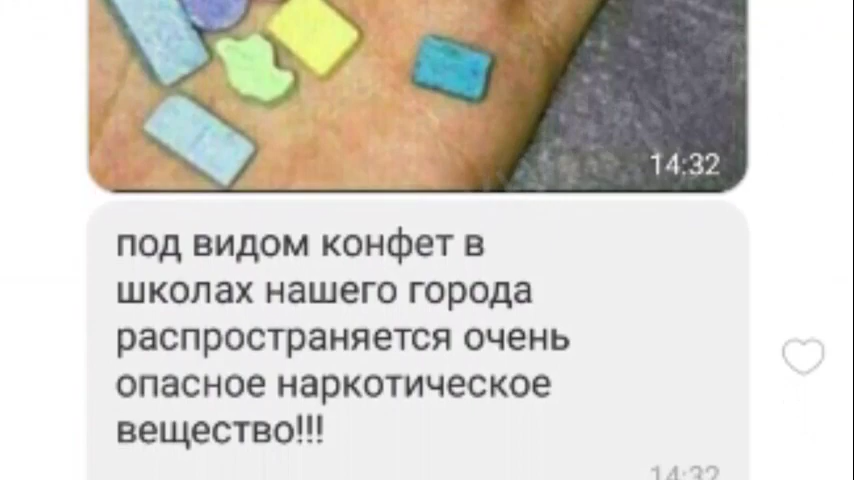 14:32
под видом конфет в
школах нашего города
распространяется очень
опасное наркотическое
вещество!!!
14:32